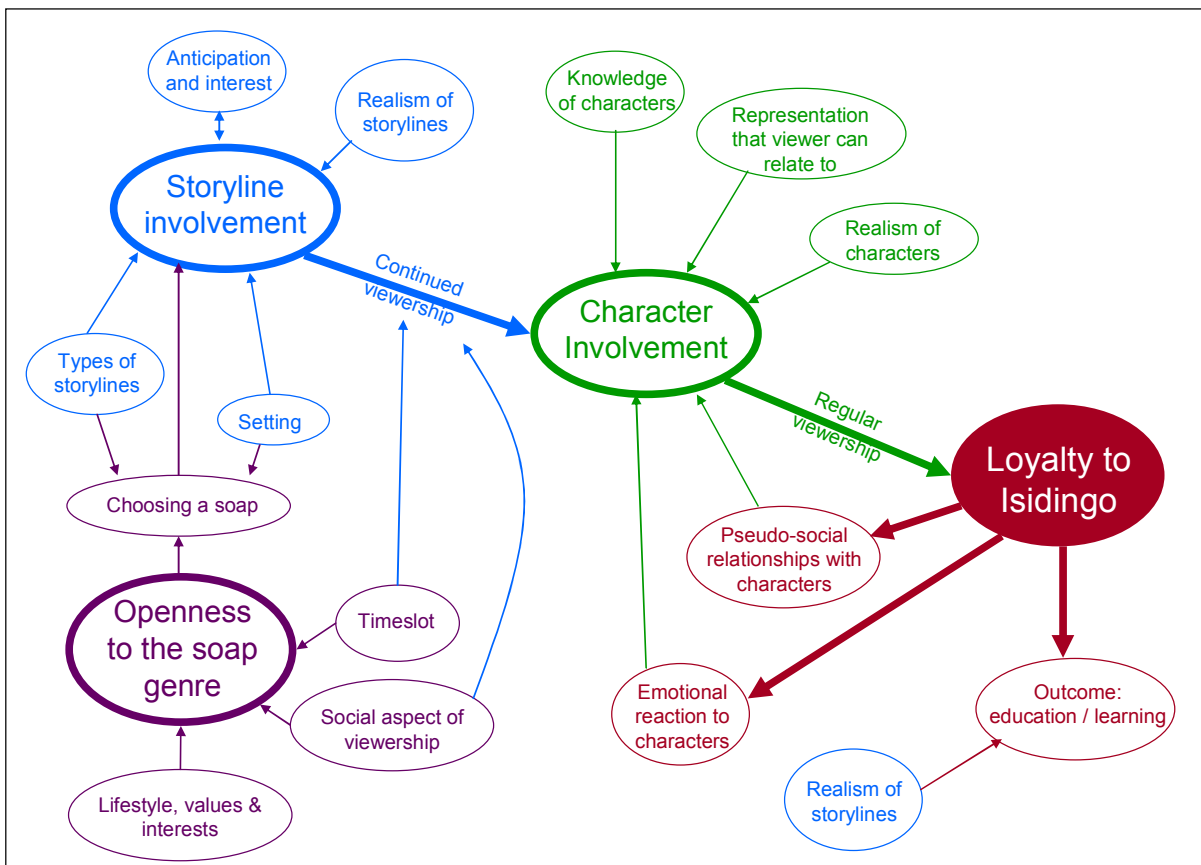 Anticipation
and interest
Realism of
storylines
Storyline
involvement
Knowledge
of characters
Representation
that viewer can
relate to
Realism of
characters
Continued
viewership
Character
Involvement
Types of
storylines
Setting
Choosing a soap
Regular
viewership
Loyalty to
Isidingo
Pseudo-social
relationships with
characters
Openness
to the soap
genre
Timeslot
Social aspect of
viewership
Emotional
reaction to
characters
Outcome:
education / learning
Lifestyle, values &
interests
Realism of
storylines